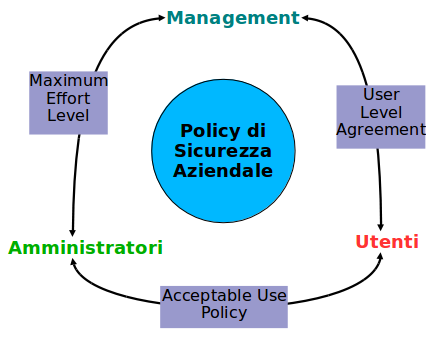 Management
Maximum
Effort
Level
User
Level
Agreement
Policy di
Sicurezza
Aziendale
Amministratori
Utenti
Acceptable Use
Policy